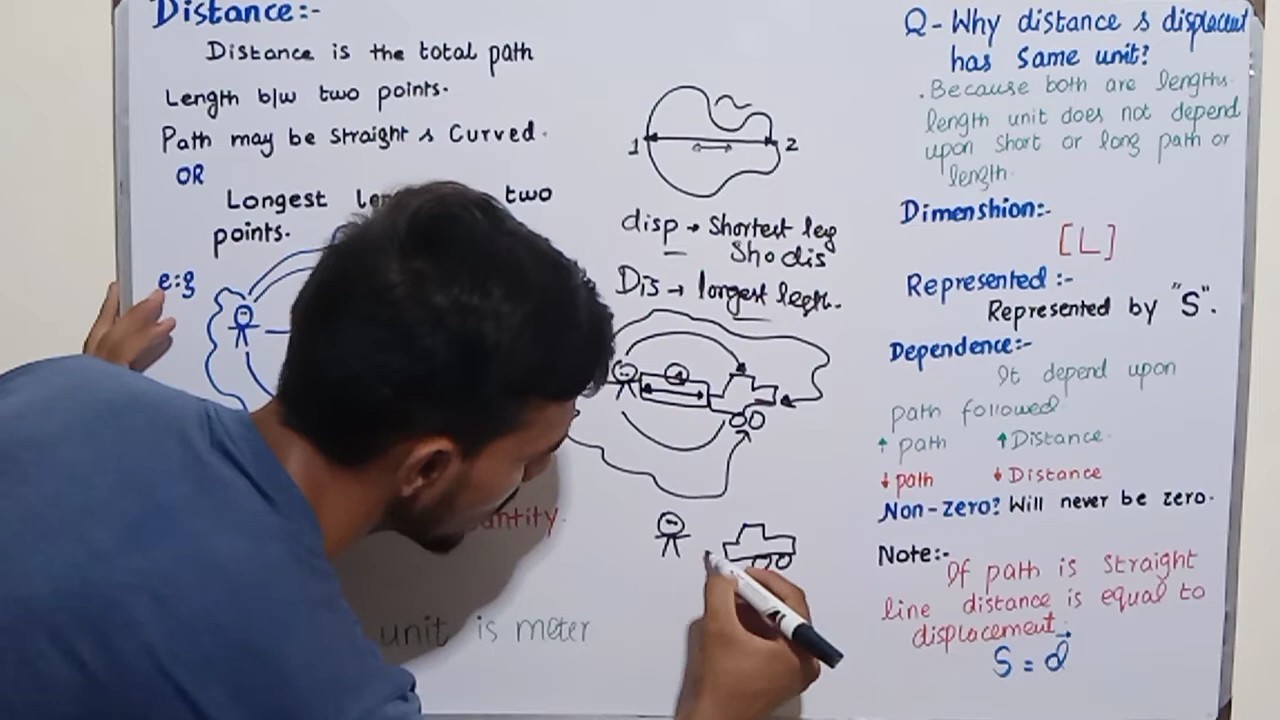 Distance:-
Distance is the total path
Length b/w two points.
Path may be straight & Curved.
OR
Longest two
points.
e:g
unit is meter
1 2
disp → Shortest leg
Sho dis
Dis → longest legth.
Q- Why distance & displacent
has same unit?
.Because both are lengths.
length unit does not depend
upon short or long path or
length.
Dimenshion:-
[L]
Represented:-
Represented by "S".
Dependence:-
It depend upon
path followed
↑ path ↑ Distance.
↓ path ↓ Distance
Non-zero? Will never be zero.
Note:-
If path is straight
line distance is equal to
displacement.
S = d